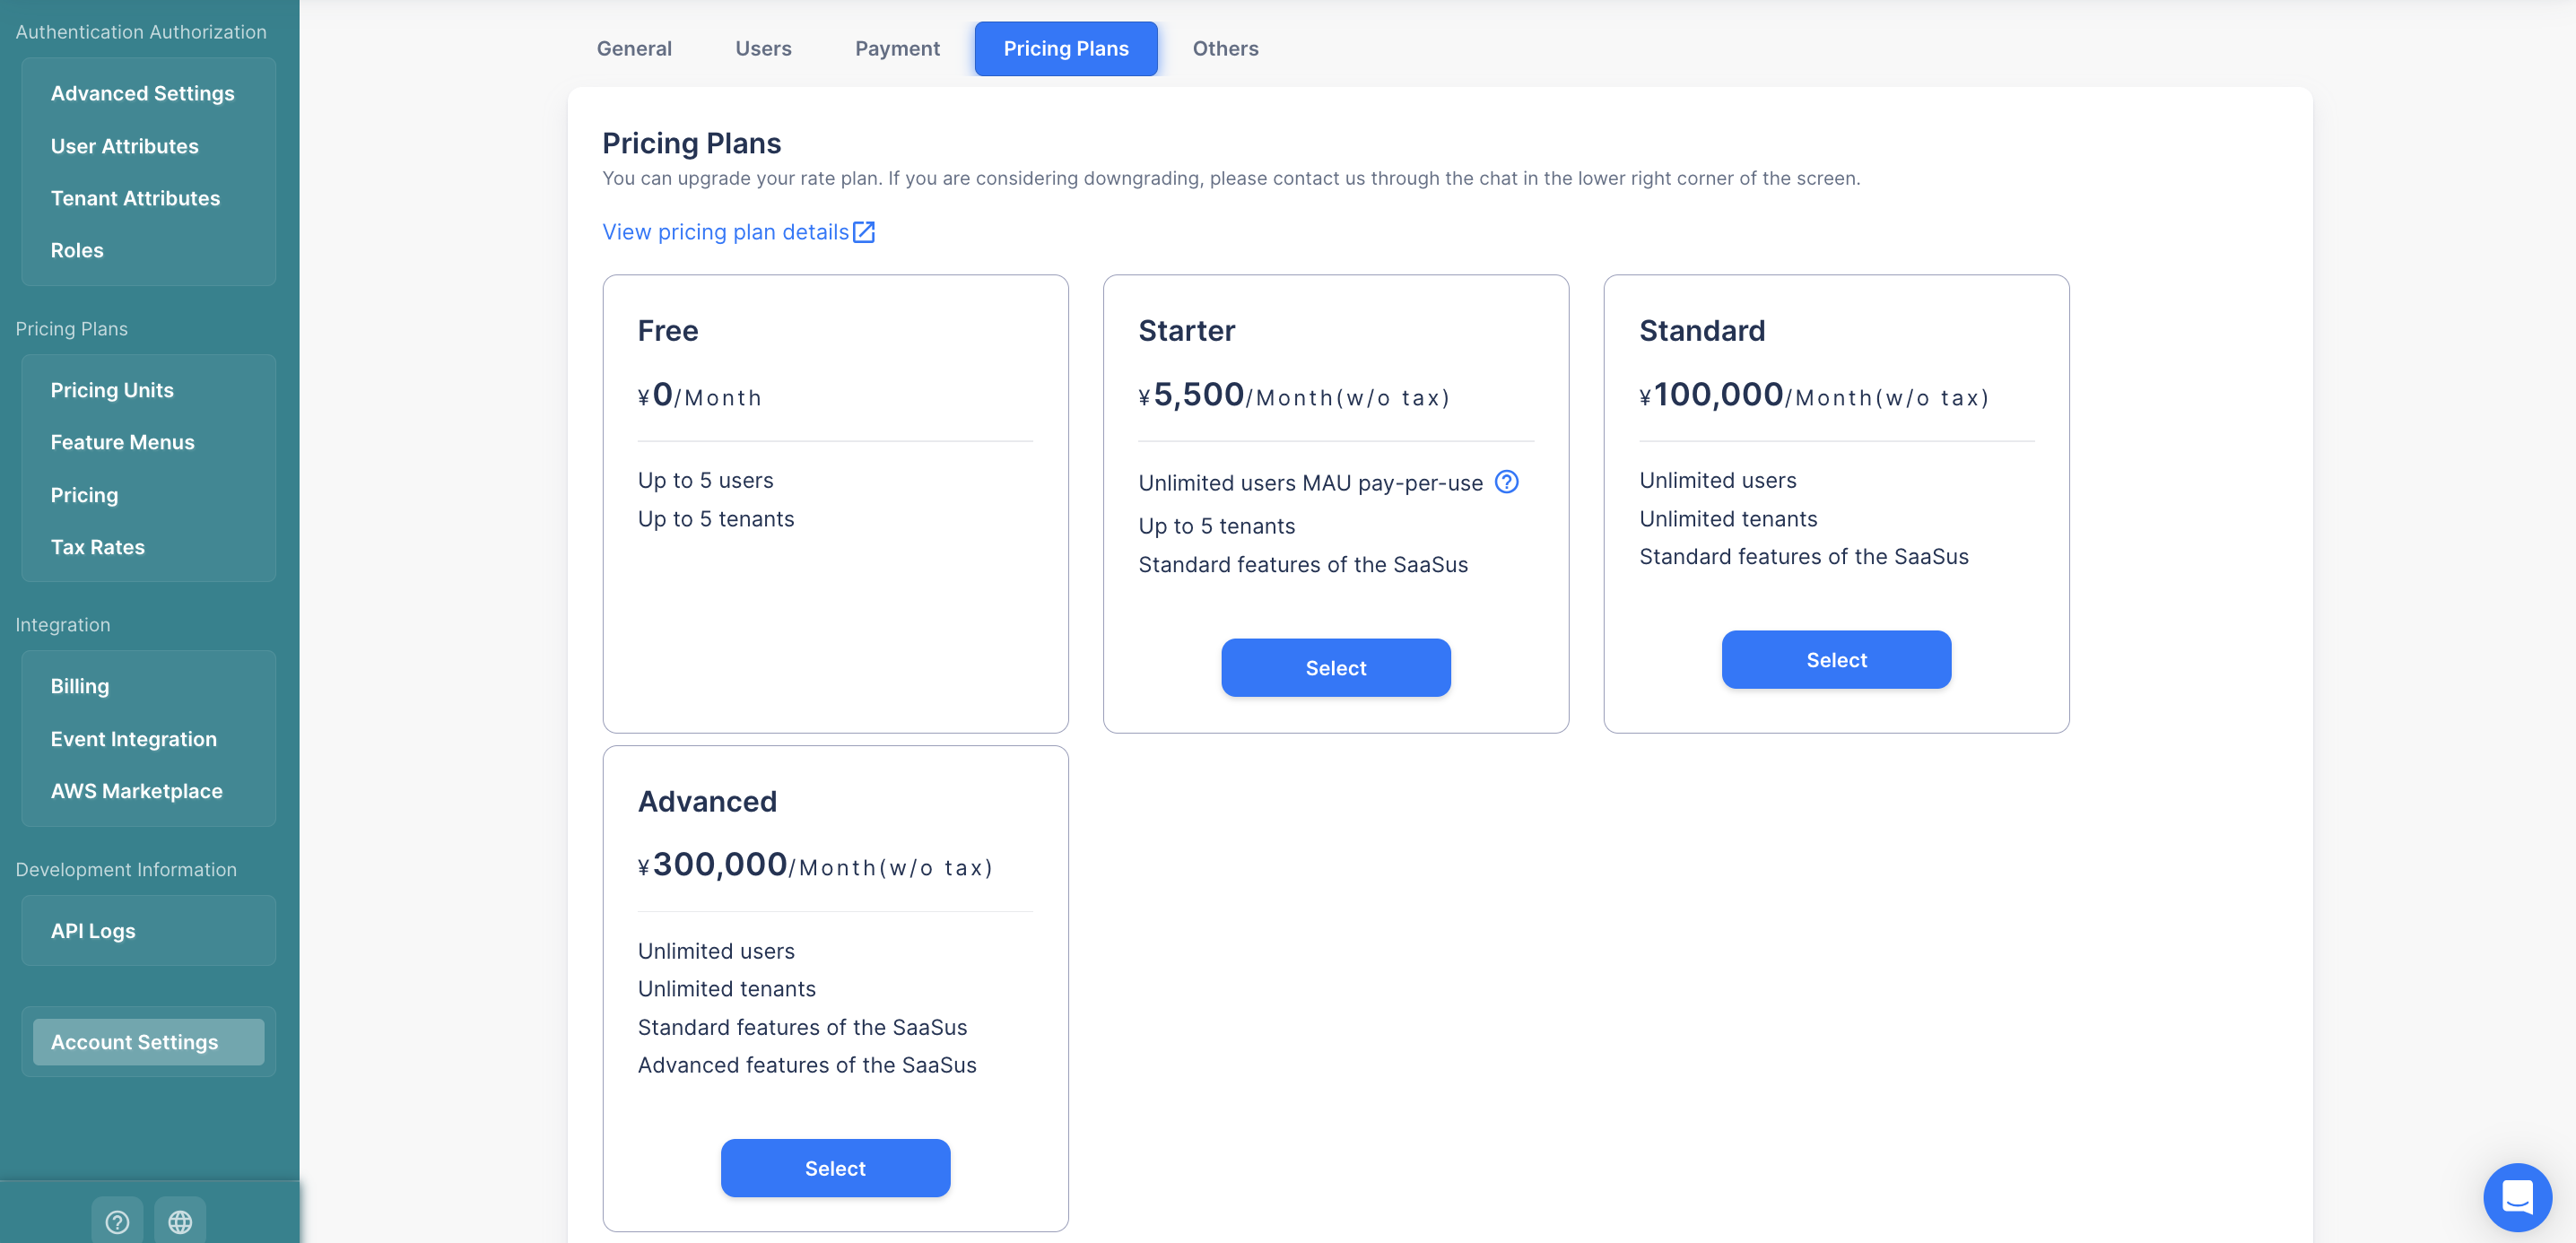 Authentication Authorization
Advanced Settings
User Attributes
Tenant Attributes
Roles
Pricing Plans
Pricing Units
Feature Menus
Pricing
Tax Rates
Integration
Billing
Event Integration
AWS Marketplace
Development Information
API Logs
Account Settings
General
Users
Payment
Pricing Plans
Others
Pricing Plans
You can upgrade your rate plan. If you are considering downgrading, please contact us through the chat in the lower right corner of the screen.
View pricing plan details
Free
¥0/Month
Up to 5 users
Up to 5 tenants
Starter
¥5,500/Month(w/o tax)
Unlimited users MAU pay-per-use
Up to 5 tenants
Standard features of the SaaSus
Select
Standard
¥100,000/Month(w/o tax)
Unlimited users
Unlimited tenants
Standard features of the SaaSus
Select
Advanced
¥300,000/Month(w/o tax)
Unlimited users
Unlimited tenants
Standard features of the SaaSus
Advanced features of the SaaSus
Select